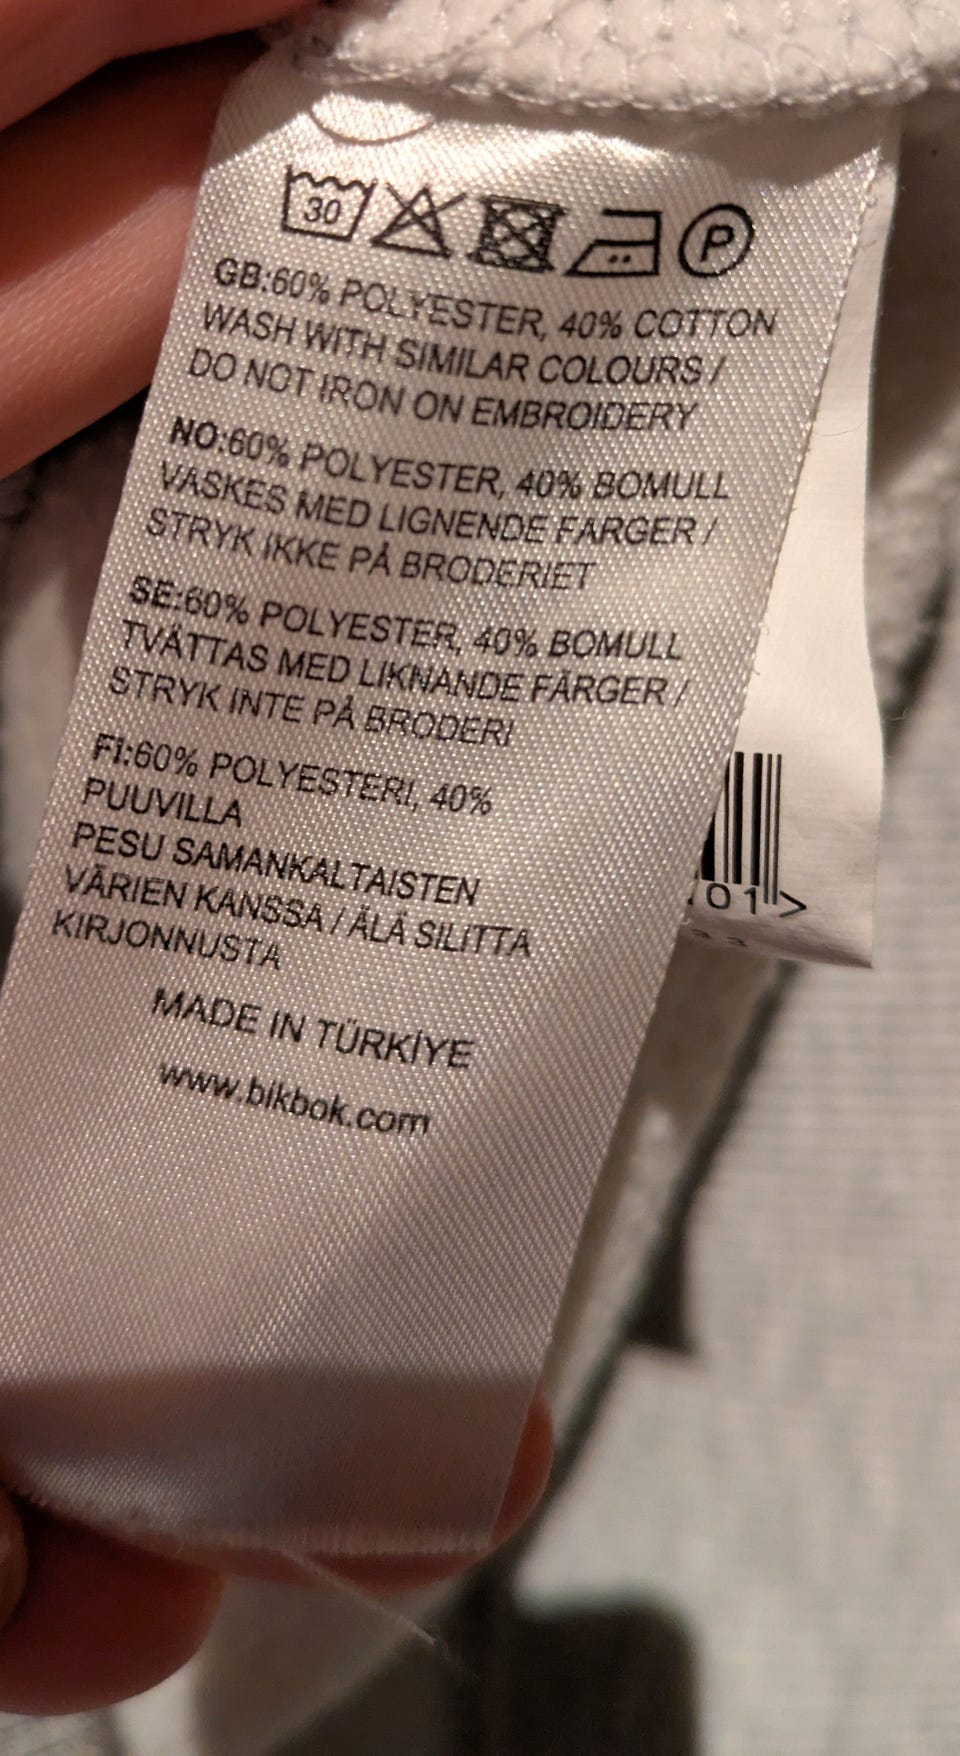 30
P
GB:60% POLYESTER, 40% COTTON
WASH WITH SIMILAR COLOURS /
DO NOT IRON ON EMBROIDERY
NO:60% POLYESTER, 40% BOMULL
VASKES MED LIGNENDE FARGER /
STRYK IKKE PÅ BRODERIET
SE:60% POLYESTER, 40% BOMULL
TVÄTTAS MED LIKNANDE FÄRGER /
STRYK INTE PÅ BRODERI
FI:60% POLYESTERI, 40%
PUUVILLA
PESU SAMANKALTAISTEN
VÄRIEN KANSSA / ÄLÄ SILITTÄ
KIRJONNUSTA
MADE IN TÜRKİYE
www.bikbok.com
01>